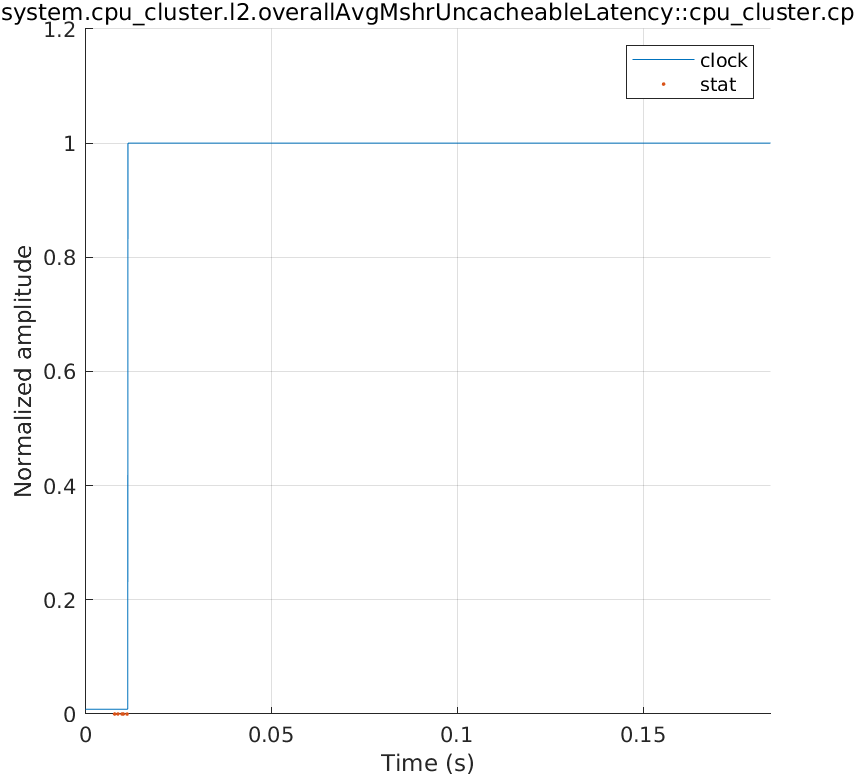 system.cpu_cluster.l2.overallAvgMshrUncacheableLatency::cpu_cluster.cp
clock
stat
1.2
1
0.8
0.6
0.4
0.2
0
Normalized amplitude
0
0.05
0.1
0.15
Time (s)